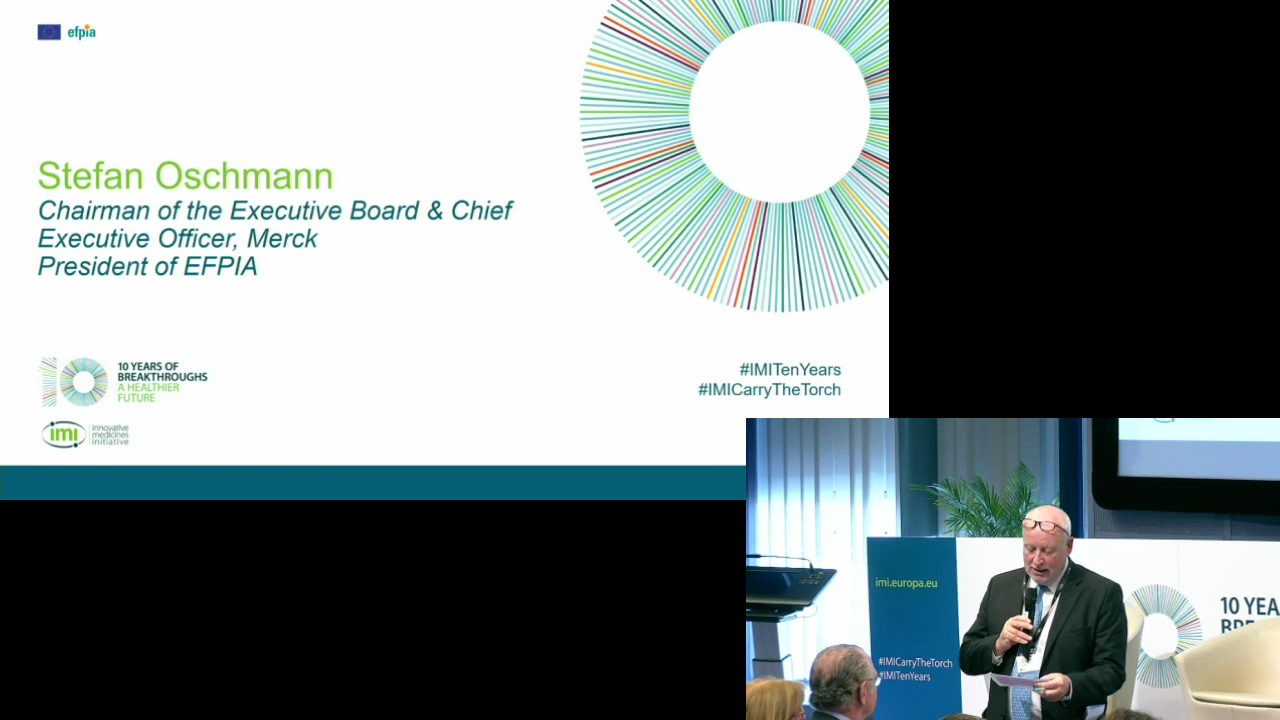 efpia
Stefan Oschmann
Chairman of the Executive Board & Chief
Executive Officer, Merck
President of EFPIA
10 YEARS OF
BREAKTHROUGHS
A HEALTHIER
FUTURE
imi
innovative
medicines
initiative
#IMITenYears
#IMICarryTheTorch
imi.europa.eu
#IMICarryTheTorch
#IMITenYears
10 YEA